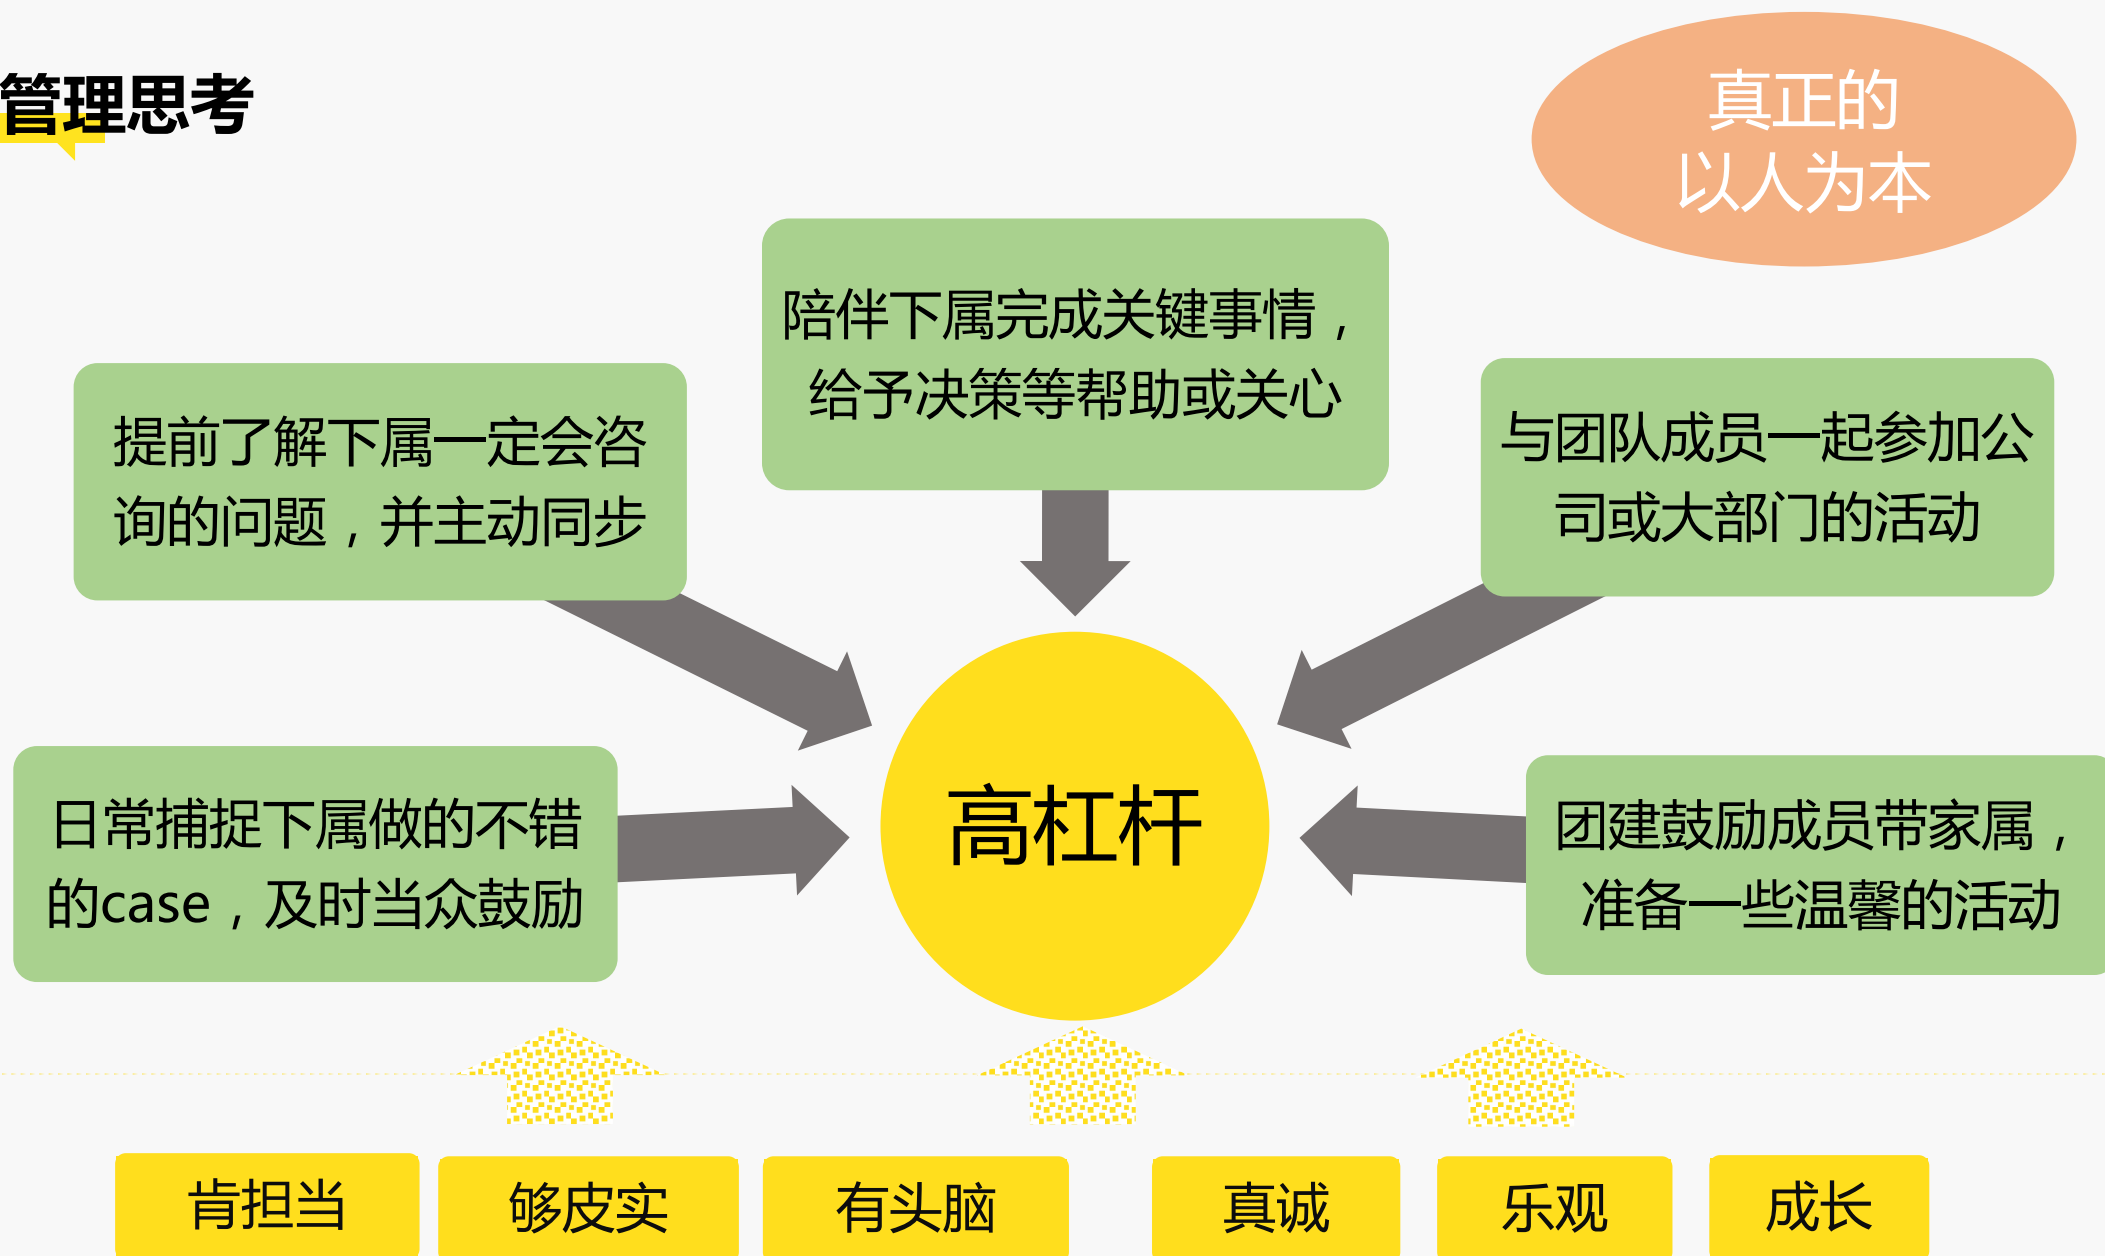 管理思考
真正的
以人为本
陪伴下属完成关键事情，
给予决策等帮助或关心
提前了解下属一定会咨
询的问题，并主动同步
与团队成员一起参加公
司或大部门的活动
高杠杆
日常捕捉下属做的不错
的case，及时当众鼓励
团建鼓励成员带家属，
准备一些温馨的活动
肯担当
够皮实
有头脑
真诚
乐观
成长